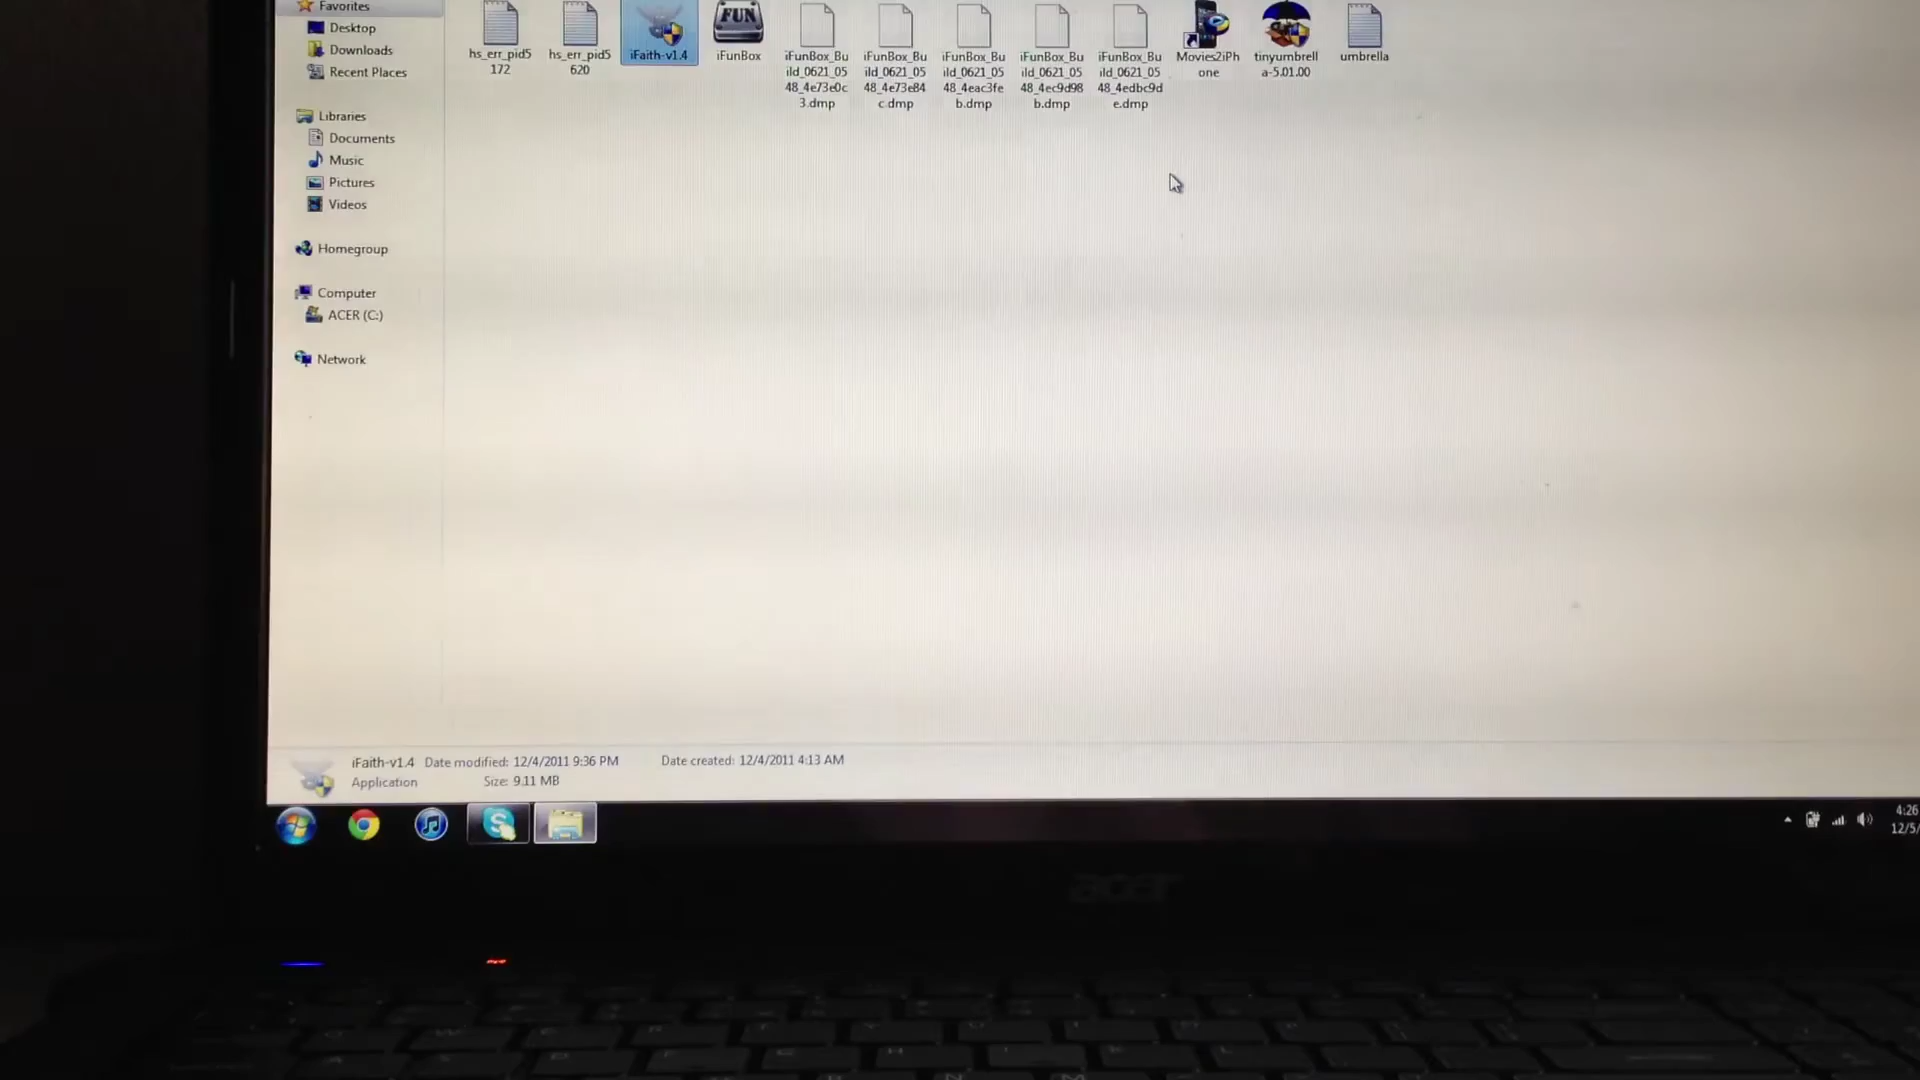 Favorites
Desktop
Downloads
Recent Places
Libraries
Documents
Music
Pictures
Videos
Homegroup
Computer
ACER (C:)
Network
hs_err_pid5
172
hs_err_pid5
620
iFaith-v1.4
FUN
iFunBox
iFunBox_Bu
ild_0621_05
48_4e73e0c
3.dmp
iFunBox_Bu
ild_0621_05
48_4e73e84
c.dmp
iFunBox_Bu
ild_0621_05
48_4eac3fe
b.dmp
iFunBox_Bu
ild_0621_05
48_4ec9d98
b.dmp
iFunBox_Bu
ild_0621_05
48_4edbc9d
e.dmp
Movies2iPh
one
tinyumbrell
a-5.01.00
umbrella
iFaith-v1.4 Date modified: 12/4/2011 9:36 PM Date created: 12/4/2011 4:13 AM
Application Size: 9.11 MB
4:26
12/5/
acer